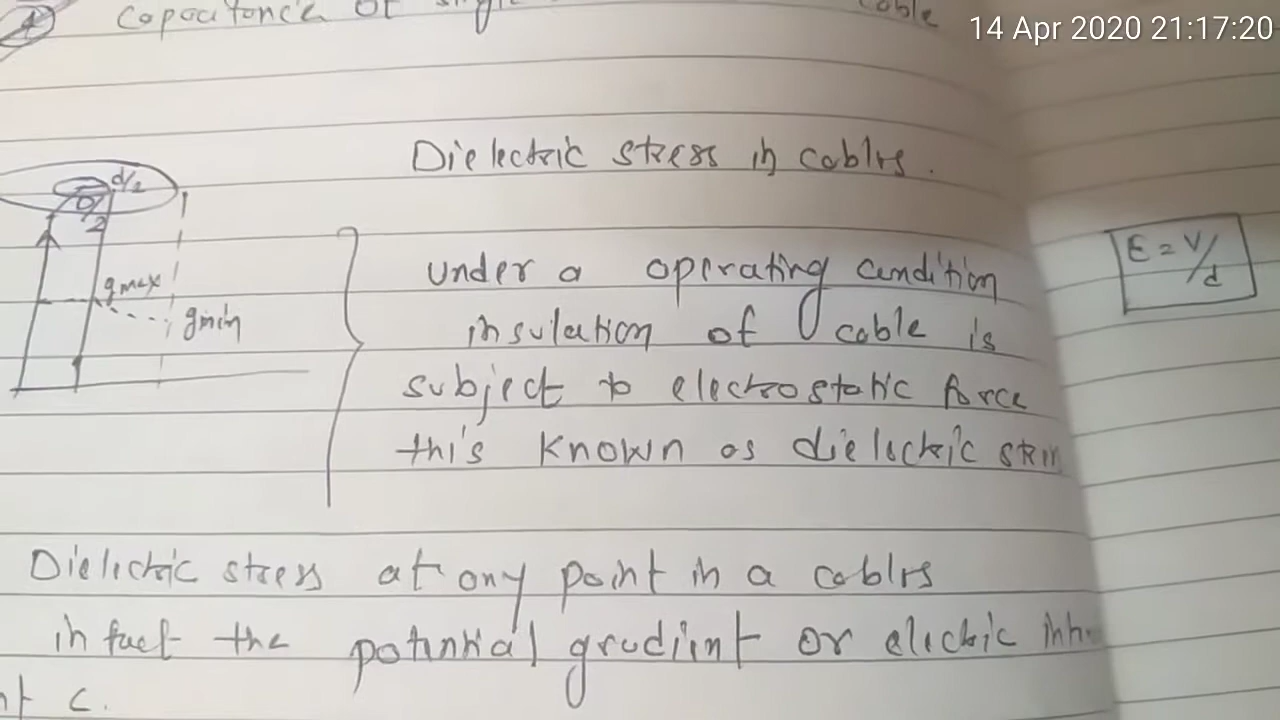 14 Apr 2020 21:17:20
Capacitance of
cable
Dielectric stress in cables.
d/2
D/2
gmax
gmin
E = V/d
under a operating condition
insulation of cable is
subject to electrostatic force
this known as dielectric
Dielectric stress at any point in a cables
in fact the potential gradient or electric
c.